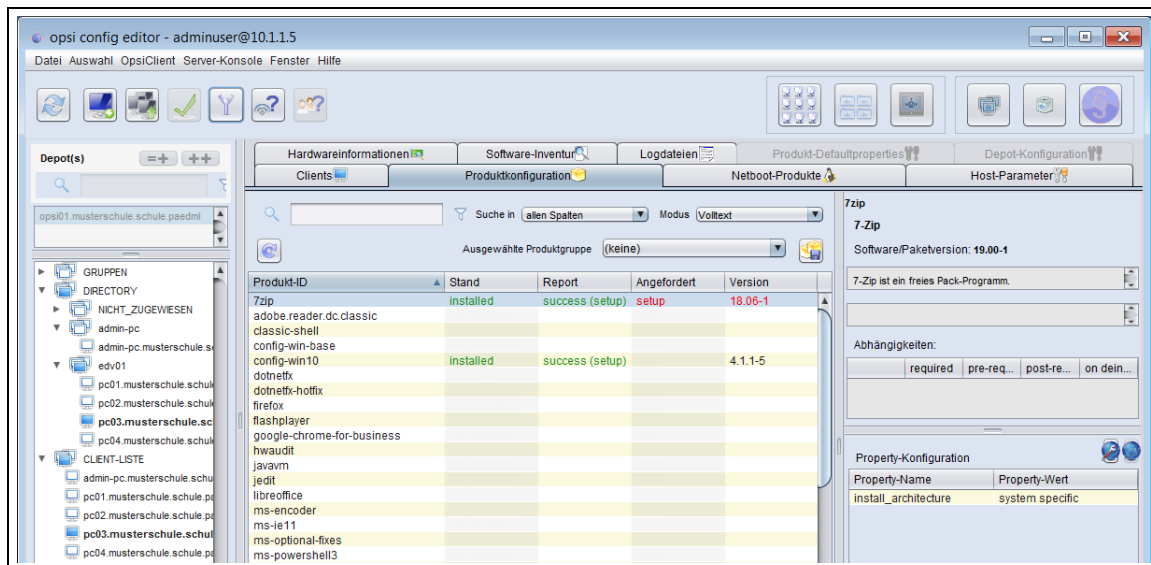 opsi config editor - adminuser@10.1.1.5
Datei Auswahl OpsiClient Server-Konsole Fenster Hilfe
Depot(s)
opsi01.musterschule.schule.paedml
GRUPPEN
DIRECTORY
NICHT_ZUGEWIESEN
admin-pc
admin-pc.musterschule.s
edv01
pc01.musterschule.schul
pc02.musterschule.schul
pc03.musterschule.sc
pc04.musterschule.schul
CLIENT-LISTE
admin-pc.musterschule.schu
pc01.musterschule.schule.pa
pc02.musterschule.schule.pa
pc03.musterschule.schul
pc04.musterschule.schule.pa
Hardwareinformationen Software-Inventur Logdateien Produkt-Defaultproperties Depot-Konfiguration
Clients Produktkonfiguration Netboot-Produkte Host-Parameter
Suche in allen Spalten Modus Volltext
Ausgewählte Produktgruppe (keine)
Produkt-ID Stand Report Angefordert Version
7zip installed success (setup) setup 18.06-1
adobe.reader.dc.classic
classic-shell
config-win-base
config-win10 installed success (setup) 4.1.1-5
dotnetfx
dotnetfx-hotfix
firefox
flashplayer
google-chrome-for-business
hwaudit
javavm
jedit
libreoffice
ms-encoder
ms-ie11
ms-optional-fixes
ms-powershell3
7zip
7-Zip
Software/Paketversion: 19.00-1
7-Zip ist ein freies Pack-Programm.
Abhängigkeiten:
required pre-req... post-re... on dein...
Property-Konfiguration
Property-Name Property-Wert
install_architecture system specific